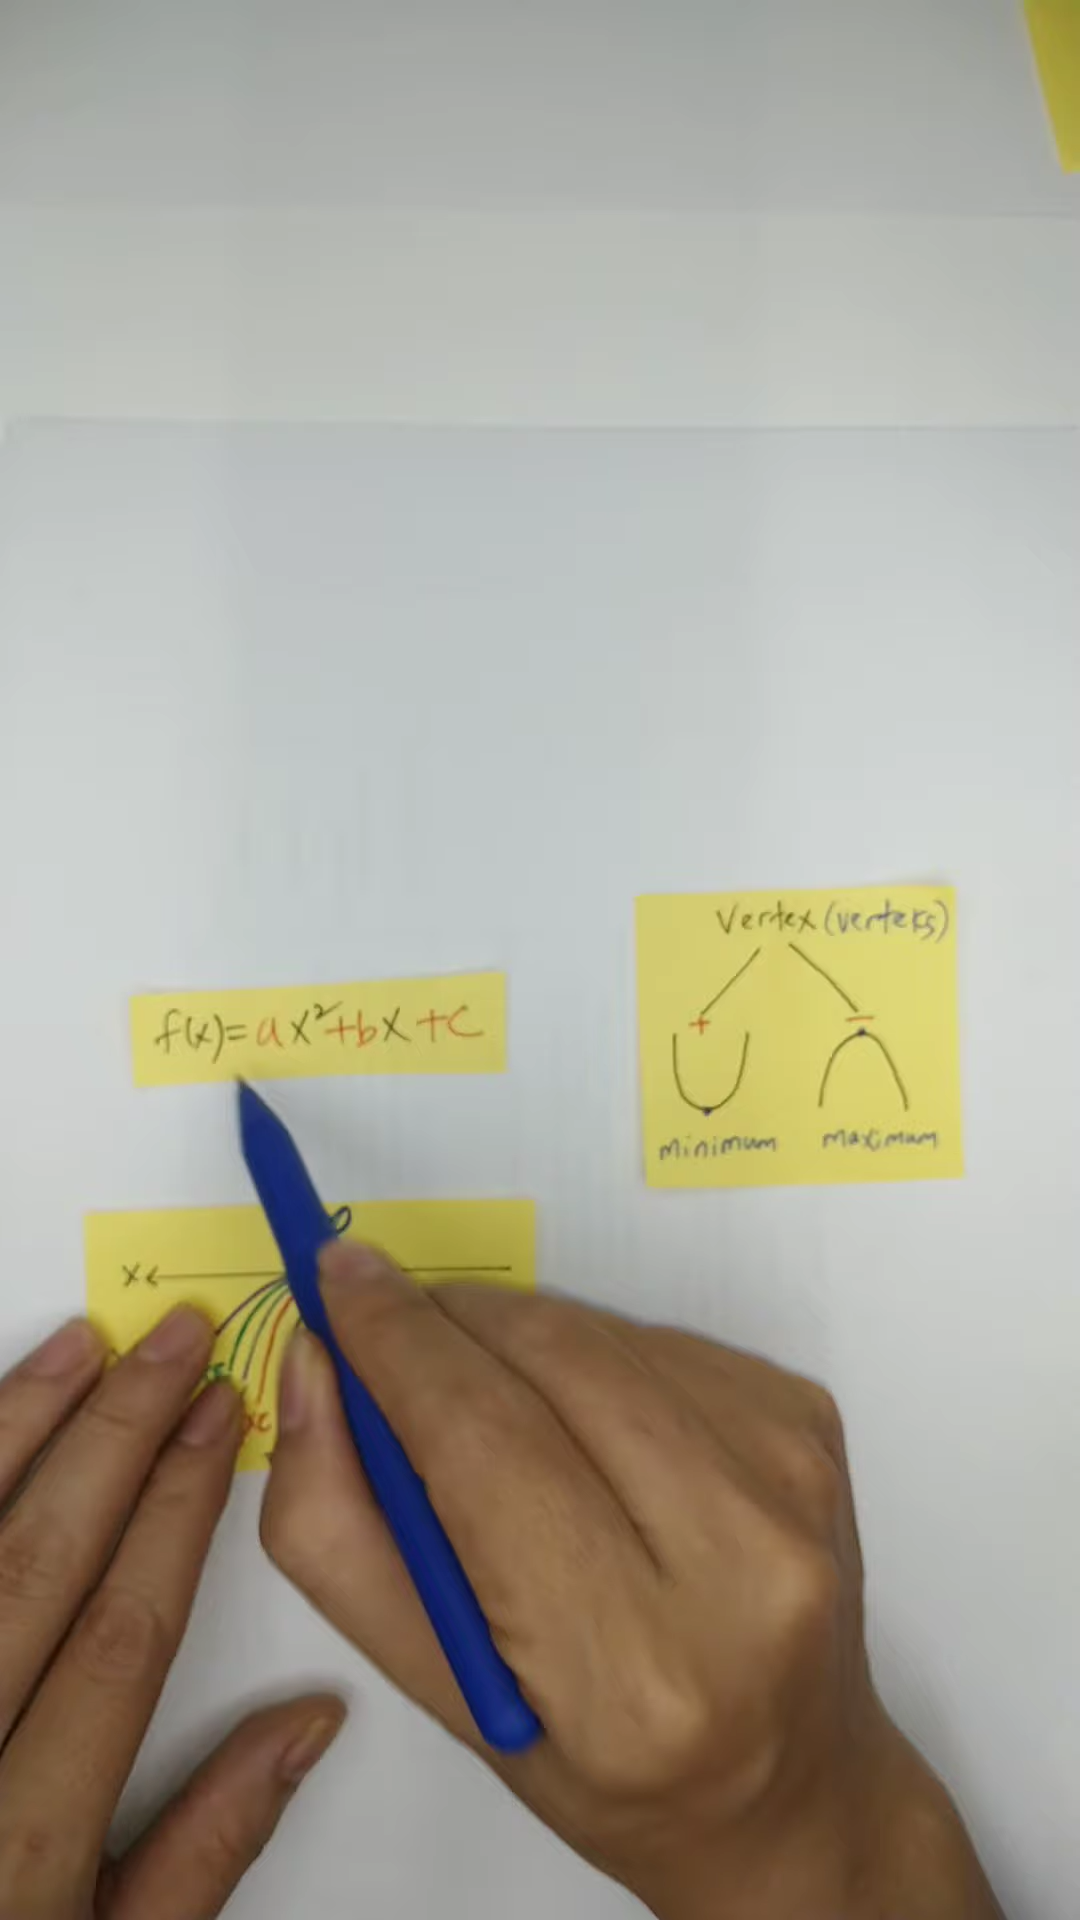 f(x)=ax²+bx+c
Vertex (verteks)
+ −
minimum maximum
x